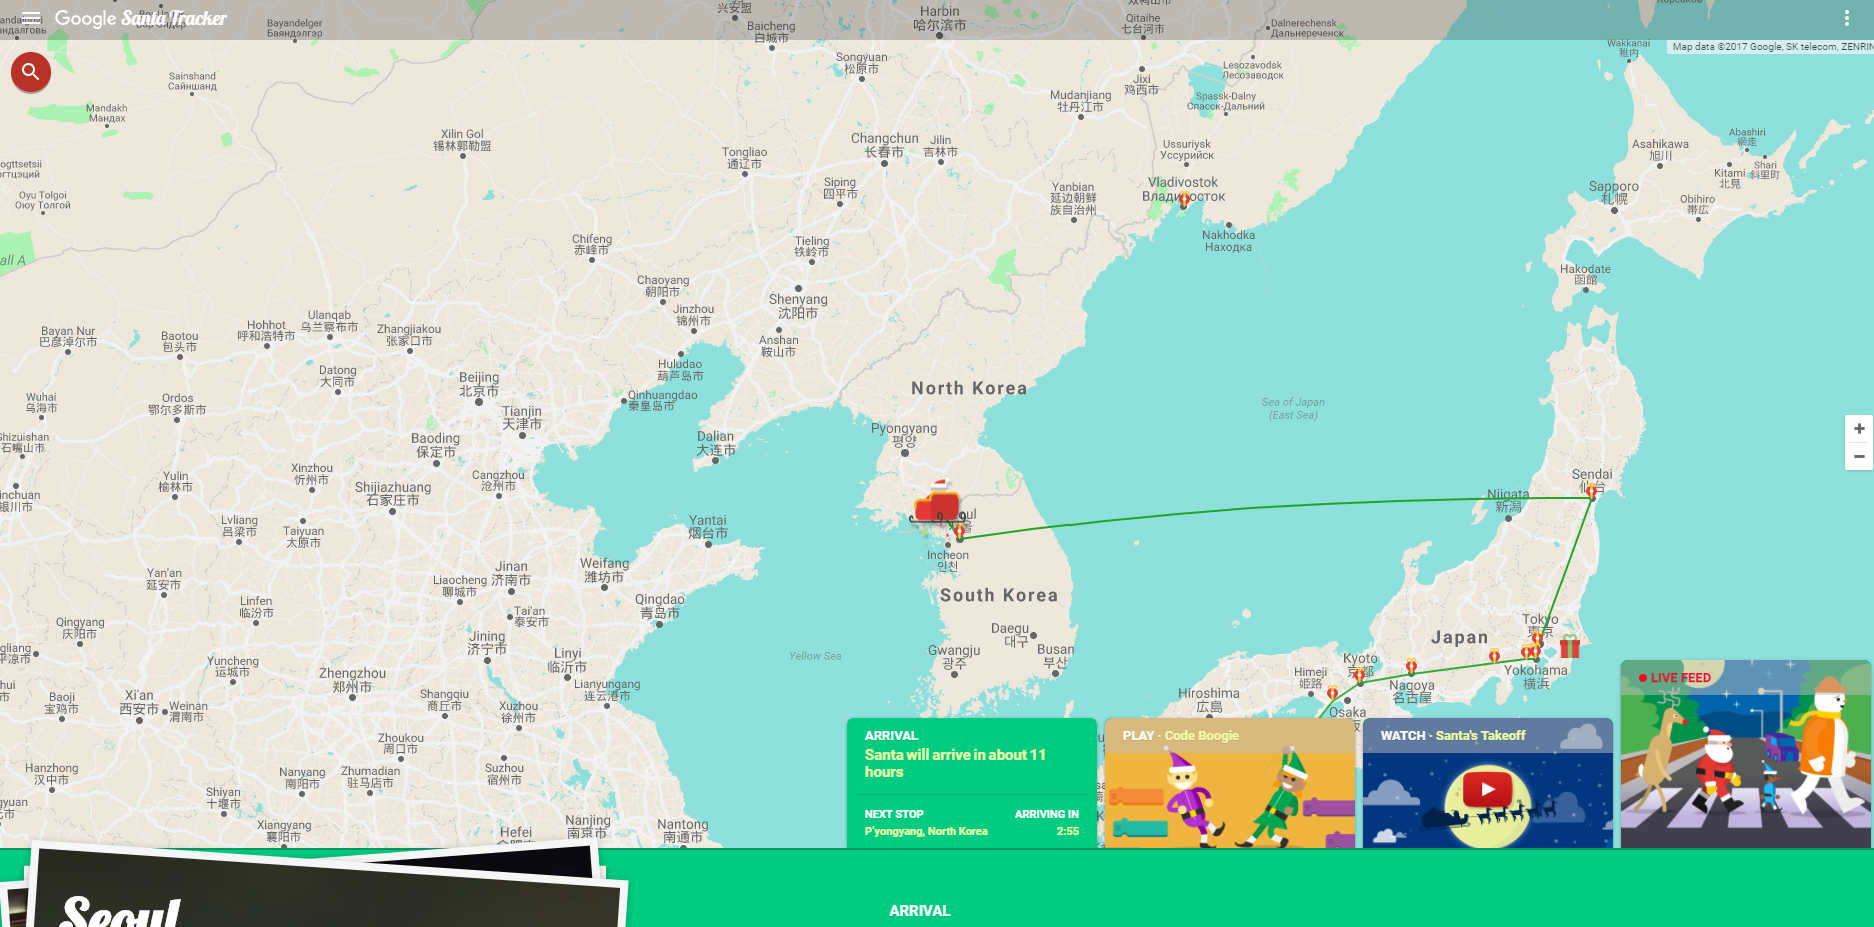 Google Santa Tracker
Map data ©2017 Google, SK telecom, ZENRIN
兴安盟
Baicheng
白城市
Harbin
哈尔滨市
Qitaihe
七台河市
Dalnerechensk
Дальнереченск
Bayandelger
Баяндэлгэр
Sainshand
Сайншанд
Mandakh
Мандах
Songyuan
松原市
Jixi
鸡西市
Lesozavodsk
Лесозаводск
Wakkanai
稚内
Spassk-Dalny
Спасск-Дальний
Mudanjiang
牡丹江市
Xilin Gol
锡林郭勒盟
Tongliao
通辽市
Changchun
长春市
Jilin
吉林市
Ussuriysk
Уссурийск
Asahikawa
旭川
Abashiri
網走
Shari
斜里町
Kitami
北見
Oyu Tolgoi
Оюу Толгой
Siping
四平市
Yanbian
延边朝鲜
族自治州
Vladivostok
Владивосток
Sapporo
札幌
Obihiro
帯広
Nakhodka
Находка
Chifeng
赤峰市
Tieling
铁岭市
Hakodate
函館
Chaoyang
朝阳市
Shenyang
沈阳市
Jinzhou
锦州市
Bayan Nur
巴彦淖尔市
Baotou
包头市
Hohhot
呼和浩特市
Ulanqab
乌兰察布市
Zhangjiakou
张家口市
Anshan
鞍山市
Huludao
葫芦岛市
Datong
大同市
Beijing
北京市
Qinhuangdao
秦皇岛市
North Korea
Sea of Japan
(East Sea)
Wuhai
乌海市
Ordos
鄂尔多斯市
Tianjin
天津市
Pyongyang
평양
Dalian
大连市
Baoding
保定市
Shizuishan
石嘴山市
Xinzhou
忻州市
Yulin
榆林市
Cangzhou
沧州市
Shijiazhuang
石家庄市
Sendai
仙台
Niigata
新潟
Lvliang
吕梁市
Taiyuan
太原市
Yantai
烟台市
Incheon
인천
Yan'an
延安市
Jinan
济南市
Weifang
潍坊市
Liaocheng
聊城市
South Korea
Linfen
临汾市
Tai'an
泰安市
Qingdao
青岛市
Qingyang
庆阳市
Jining
济宁市
Daegu
대구
Tokyo
東京
Japan
Yuncheng
运城市
Linyi
临沂市
Yellow Sea
Gwangju
광주
Busan
부산
Kyoto
京都
Himeji
姫路
Nagoya
名古屋
Yokohama
横浜
Zhengzhou
郑州市
Lianyungang
连云港市
Baoji
宝鸡市
Xi'an
西安市
Weinan
渭南市
Shangqiu
商丘市
Xuzhou
徐州市
Hiroshima
広島
Osaka
Zhoukou
周口市
Hanzhong
汉中市
Nanyang
南阳市
Zhumadian
驻马店市
Suzhou
宿州市
Shiyan
十堰市
Xiangyang
襄阳市
Hefei
Nanjing
南京市
Nantong
南通市
ARRIVAL
Santa will arrive in about 11
hours
NEXT STOP
ARRIVING IN
P'yongyang, North Korea
2:55
PLAY · Code Boogie
WATCH · Santa's Takeoff
LIVE FEED
Seoul
ARRIVAL